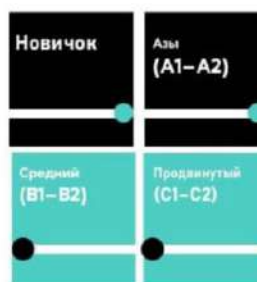 Новичок
Азы
(A1–A2)
Средний
(B1–B2)
Продвинутый
(C1–C2)